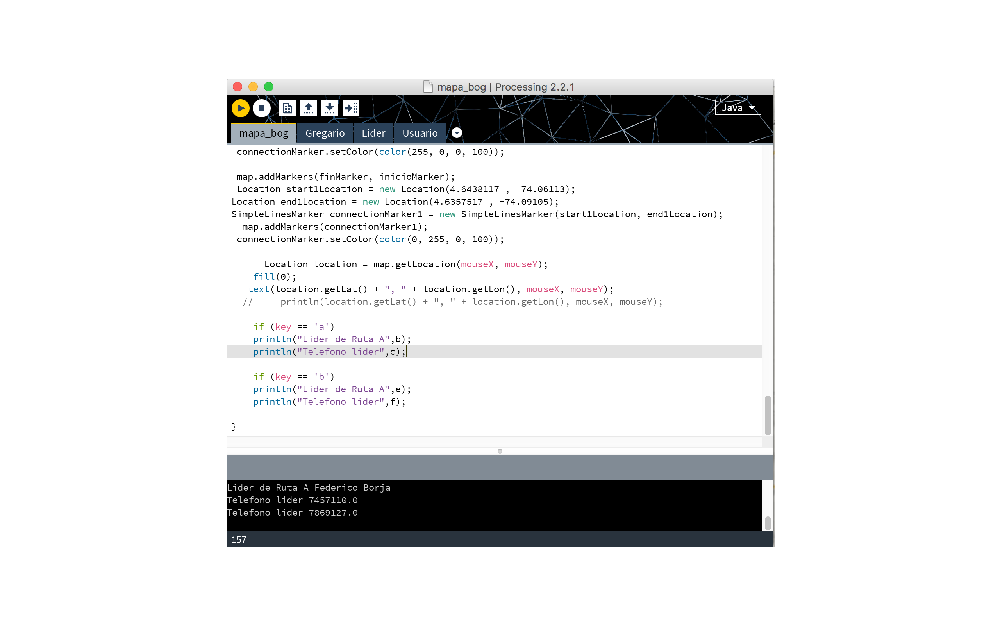 mapa_bog | Processing 2.2.1
Java
mapa_bog Gregario Lider Usuario
connectionMarker.setColor(color(255, 0, 0, 100));
map.addMarkers(finMarker, inicioMarker);
Location start1Location = new Location(4.6438117 , -74.06113);
Location end1Location = new Location(4.6357517 , -74.09105);
SimpleLinesMarker connectionMarker1 = new SimpleLinesMarker(start1Location, end1Location);
map.addMarkers(connectionMarker1);
connectionMarker.setColor(color(0, 255, 0, 100));
Location location = map.getLocation(mouseX, mouseY);
fill(0);
text(location.getLat() + ", " + location.getLon(), mouseX, mouseY);
// println(location.getLat() + ", " + location.getLon(), mouseX, mouseY);
if (key == 'a')
println("Lider de Ruta A",b);
println("Telefono lider",c);
if (key == 'b')
println("Lider de Ruta A",e);
println("Telefono lider",f);
}
Lider de Ruta A Federico Borja
Telefono lider 7457110.0
Telefono lider 7869127.0
157